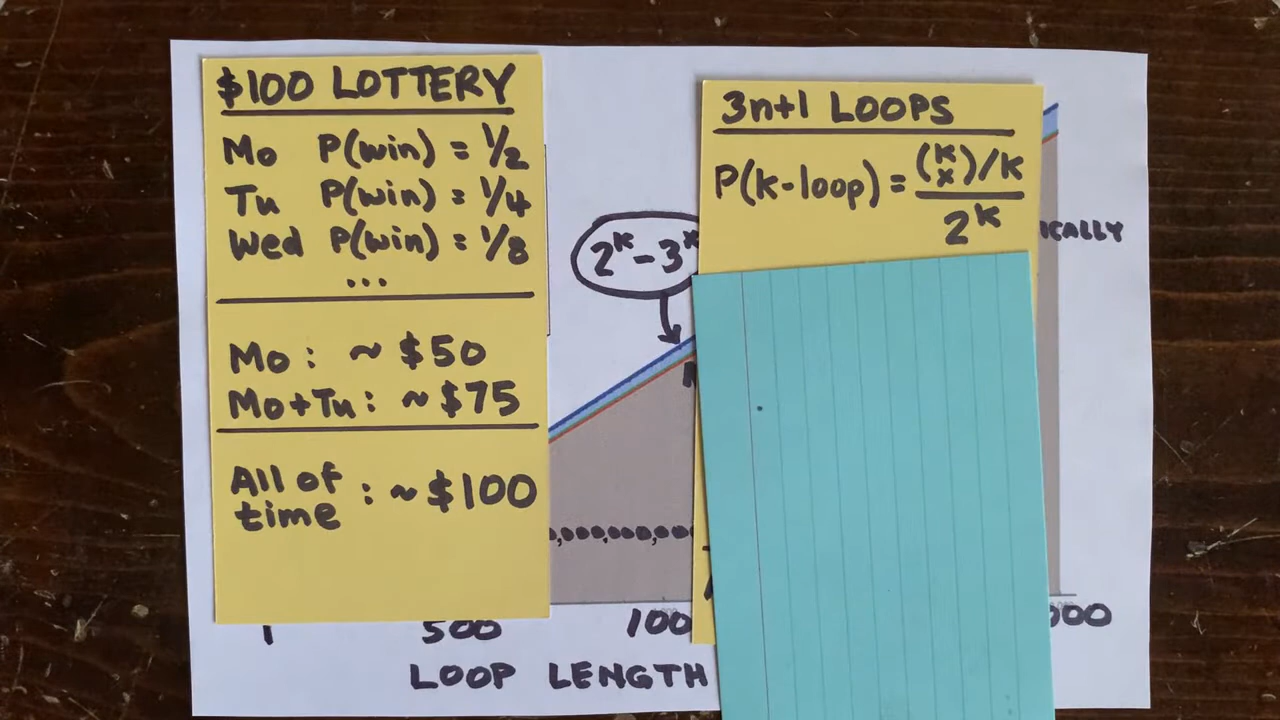 $100 LOTTERY
Mo P(win) = 1/2
Tu P(win) = 1/4
Wed P(win) = 1/8
...
Mo: ~ $50
Mo+Tu: ~ $75
All of time : ~ $100
3n+1 LOOPS
P(k-loop) = (k x)/k
2^k
2^k - 3^x
ICALLY
1 500 100
000
LOOP LENGTH